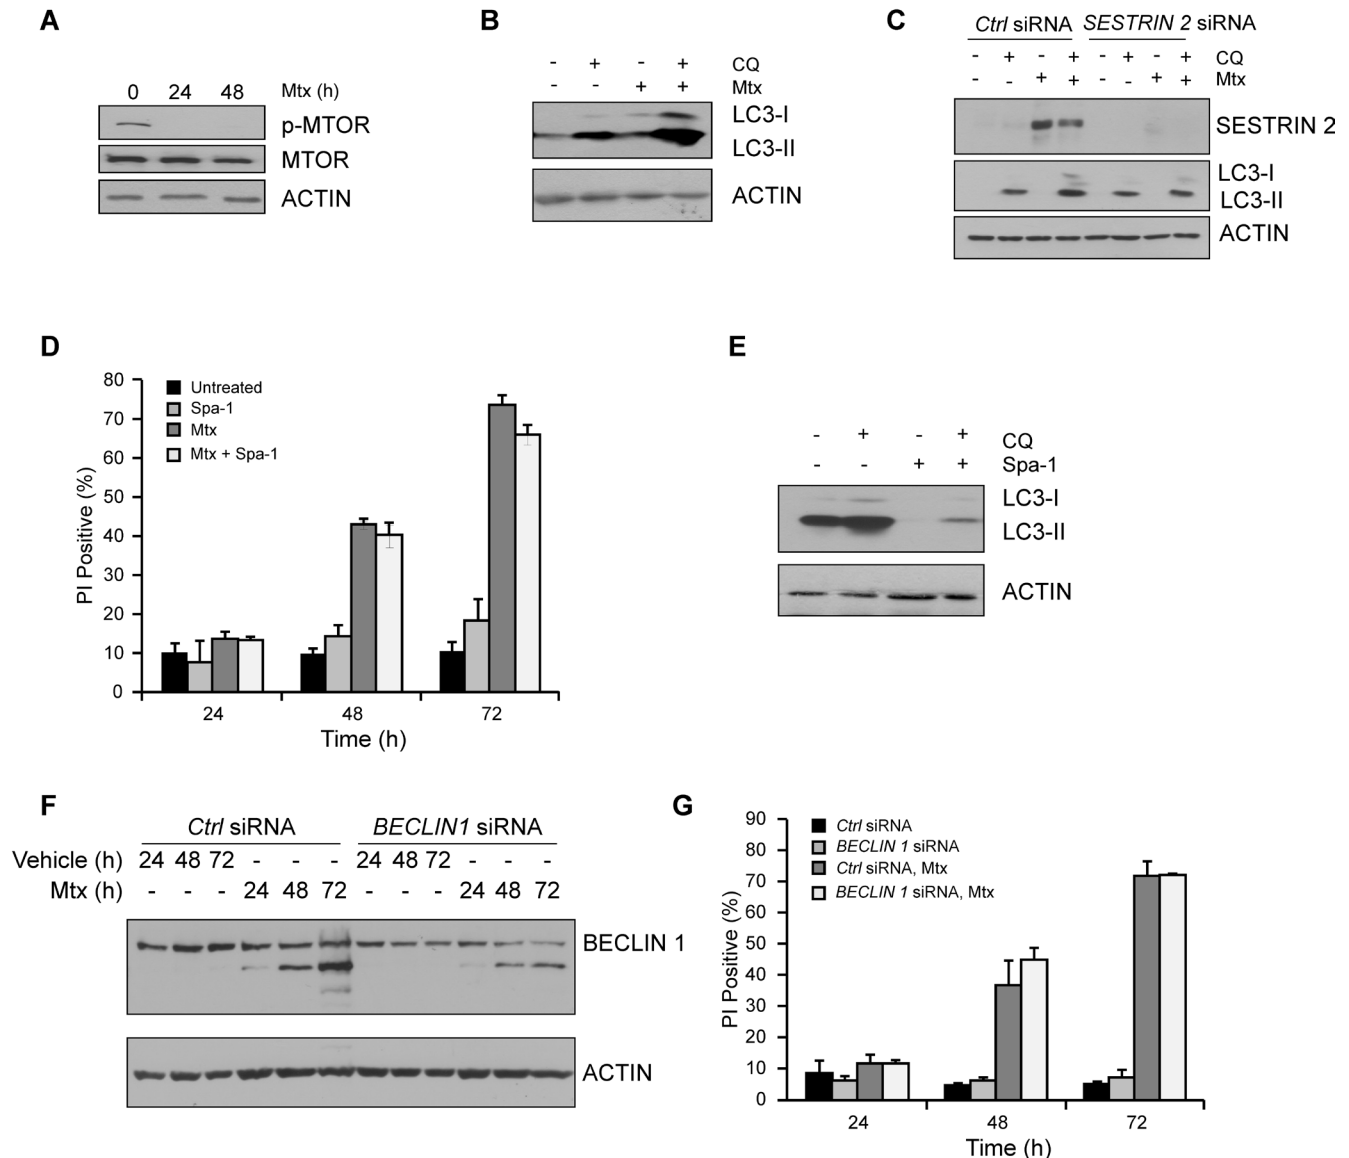 A
0 24 48 Mtx (h)
p-MTOR
MTOR
ACTIN
B
- + - + CQ
- - + + Mtx
LC3-I
LC3-II
ACTIN
C
Ctrl siRNA SESTRIN 2 siRNA
- + - + - + - + CQ
- - + + - - + + Mtx
SESTRIN 2
LC3-I
LC3-II
ACTIN
D
80
70
60
50
40
30
20
10
0
PI Positive (%)
Untreated
Spa-1
Mtx
Mtx + Spa-1
24 48 72
Time (h)
E
- + - + CQ
- - + + Spa-1
LC3-I
LC3-II
ACTIN
F
Ctrl siRNA BECLIN1 siRNA
Vehicle (h) 24 48 72 - - - 24 48 72 - - -
Mtx (h) - - - 24 48 72 - - - 24 48 72
BECLIN 1
ACTIN
G
90
80
70
60
50
40
30
20
10
0
PI Positive (%)
Ctrl siRNA
BECLIN 1 siRNA
Ctrl siRNA, Mtx
BECLIN 1 siRNA, Mtx
24 48 72
Time (h)